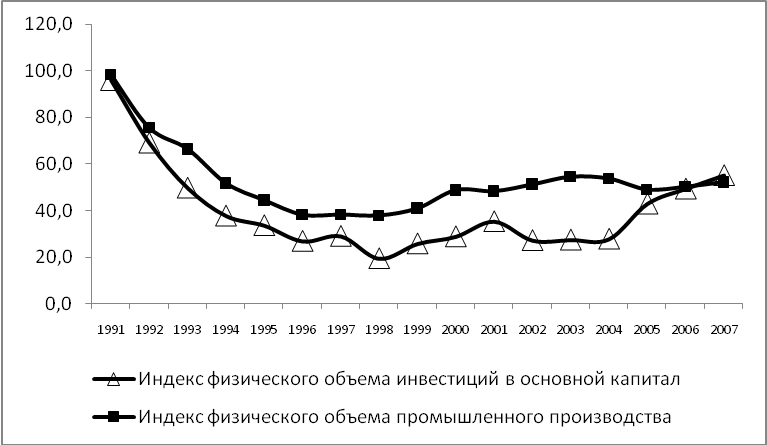 120,0
100,0
80,0
60,0
40,0
20,0
0,0
1991 1992 1993 1994 1995 1996 1997 1998 1999 2000 2001 2002 2003 2004 2005 2006 2007
Индекс физического объема инвестиций в основной капитал
Индекс физического объема промышленного производства